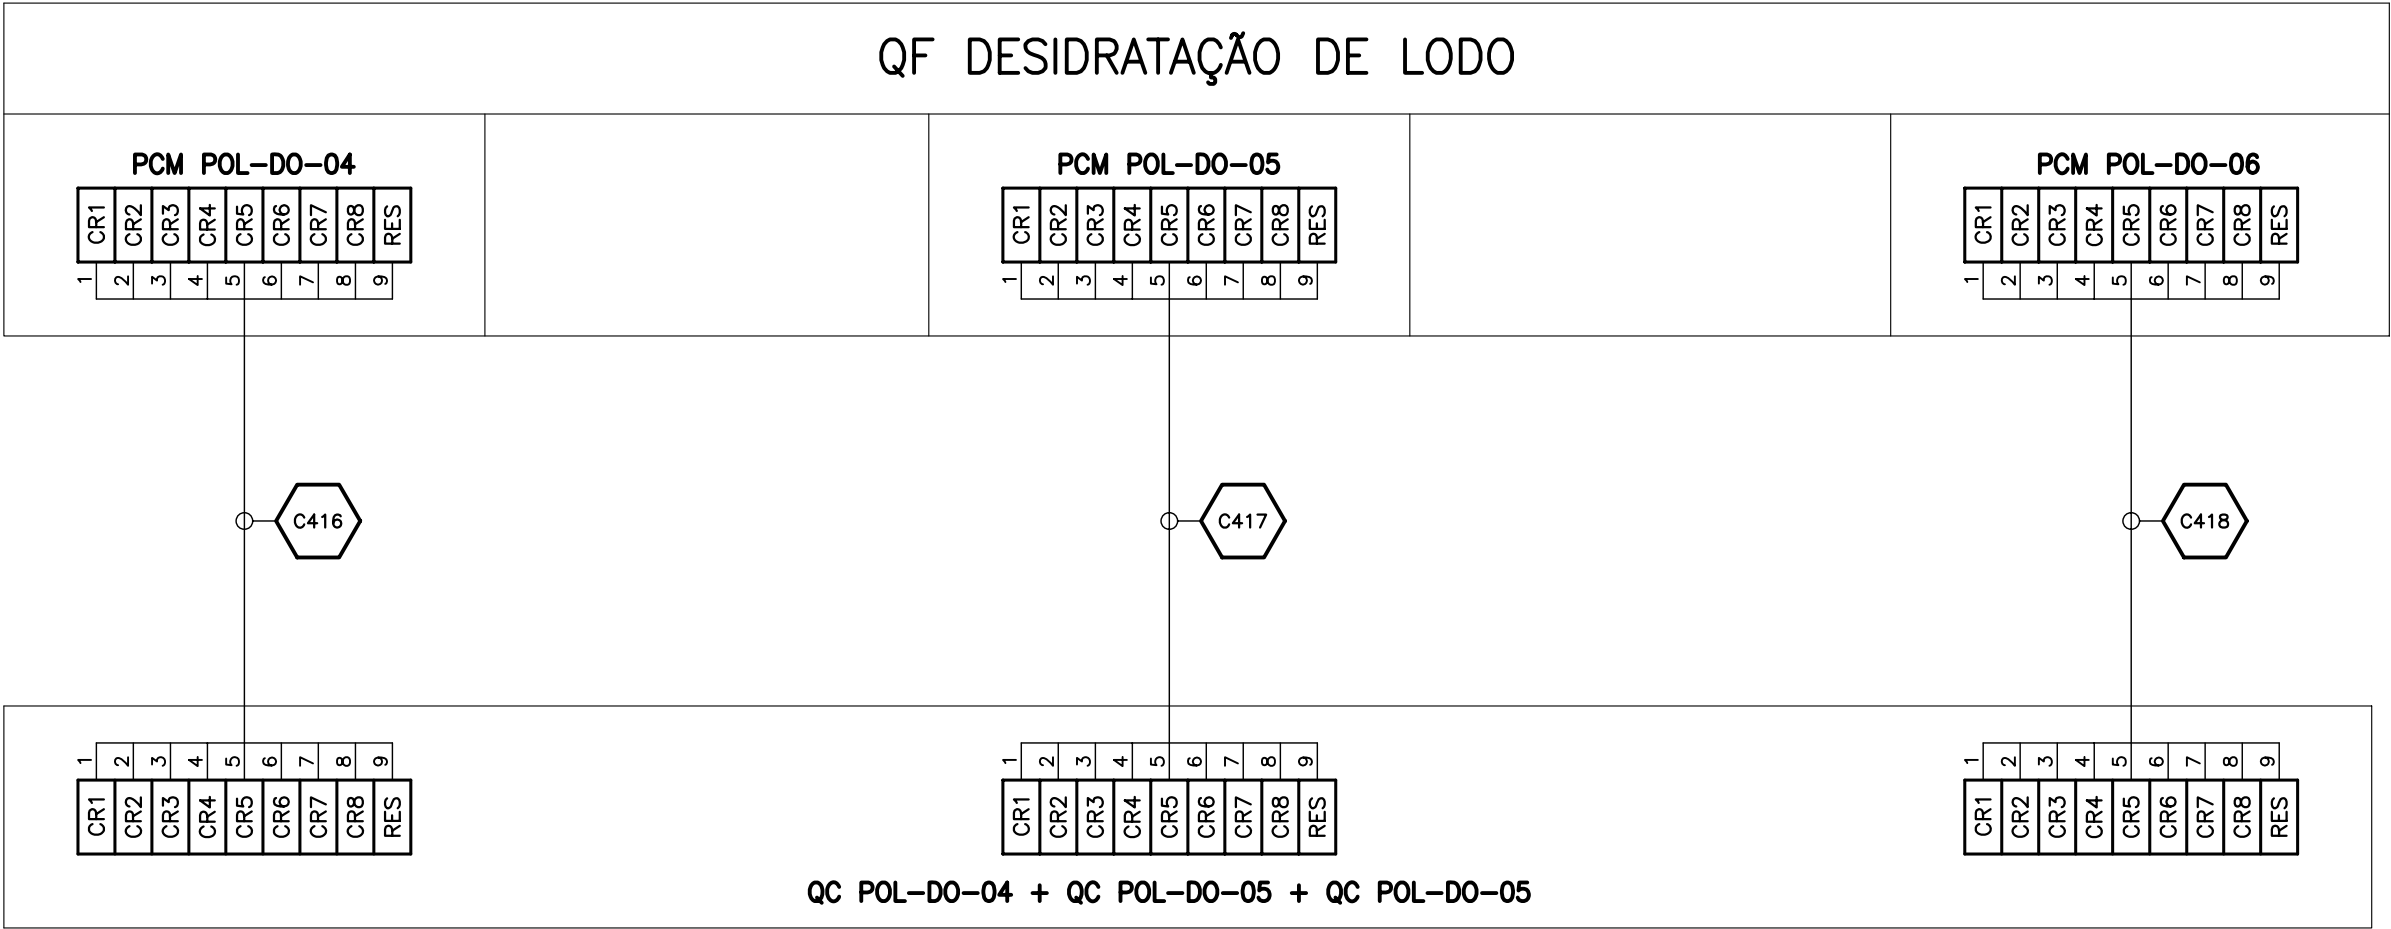 QF DESIDRATAÇÃO DE LODO
PCM POL-DO-04 PCM POL-DO-05 PCM POL-DO-06
CR1 CR2 CR3 CR4 CR5 CR6 CR7 CR8 RES CR1 CR2 CR3 CR4 CR5 CR6 CR7 CR8 RES CR1 CR2 CR3 CR4 CR5 CR6 CR7 CR8 RES
1 2 3 4 5 6 7 8 9 1 2 3 4 5 6 7 8 9 1 2 3 4 5 6 7 8 9
C416 C417 C418
1 2 3 4 5 6 7 8 9 1 2 3 4 5 6 7 8 9 1 2 3 4 5 6 7 8 9
CR1 CR2 CR3 CR4 CR5 CR6 CR7 CR8 RES CR1 CR2 CR3 CR4 CR5 CR6 CR7 CR8 RES CR1 CR2 CR3 CR4 CR5 CR6 CR7 CR8 RES
QC POL-DO-04 + QC POL-DO-05 + QC POL-DO-05